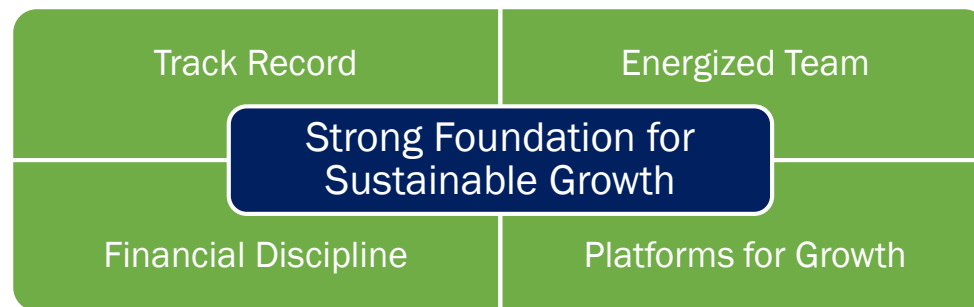 Track Record
Energized Team
Strong Foundation for
Sustainable Growth
Financial Discipline
Platforms for Growth